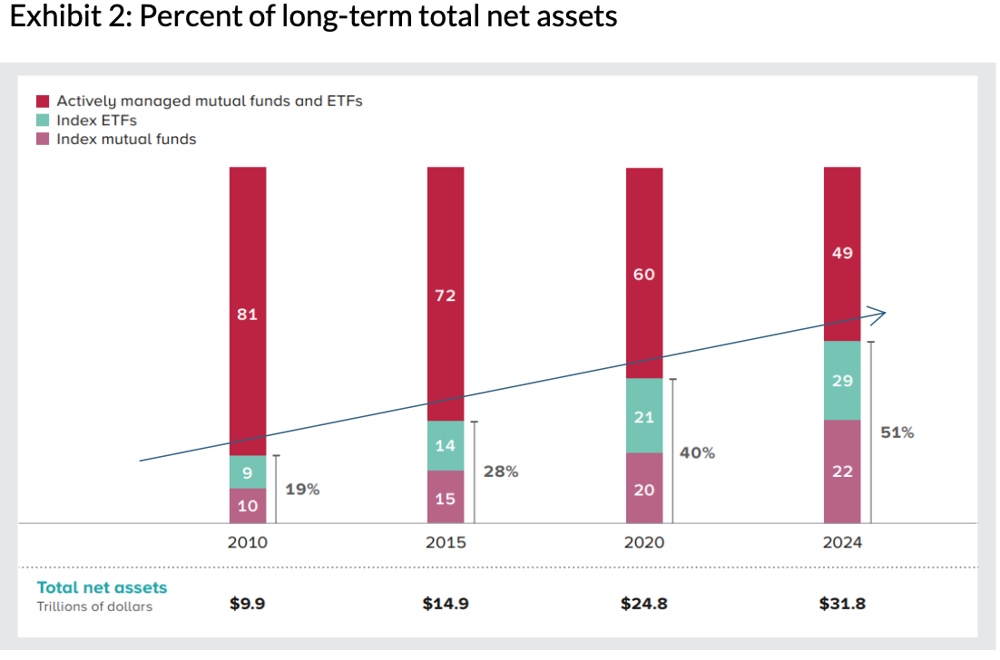 Exhibit 2: Percent of long-term total net assets
Actively managed mutual funds and ETFs
Index ETFs
Index mutual funds
81
72
60
49
9
14
21
29
10
15
20
22
19%
28%
40%
51%
2010 2015 2020 2024
Total net assets
Trillions of dollars
$9.9 $14.9 $24.8 $31.8